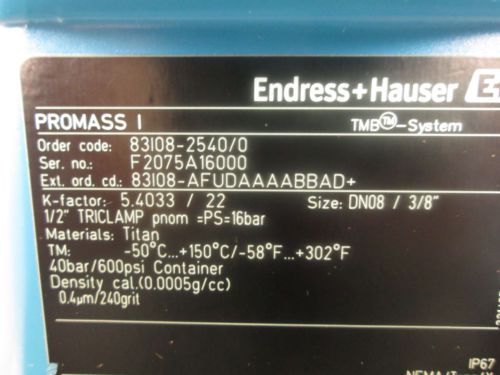 Endress+Hauser
PROMASS I TMB™-System
Order code: 83I08-2540/0
Ser. no.: F2075A16000
Ext. ord. cd.: 83I08-AFUDAAAABBAD+
K-factor: 5.4033 / 22 Size: DN08 / 3/8"
1/2" TRICLAMP pnom =PS=16bar
Materials: Titan
TM: -50°C...+150°C/-58°F...+302°F
40bar/600psi Container
Density cal.(0.0005g/cc)
0.4µm/240grit
IP67